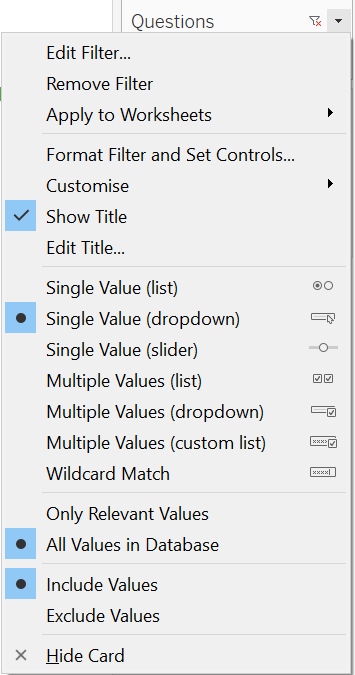 Questions
Edit Filter...
Remove Filter
Apply to Worksheets
Format Filter and Set Controls...
Customise
Show Title
Edit Title...
Single Value (list)
Single Value (dropdown)
Single Value (slider)
Multiple Values (list)
Multiple Values (dropdown)
Multiple Values (custom list)
Wildcard Match
Only Relevant Values
All Values in Database
Include Values
Exclude Values
Hide Card